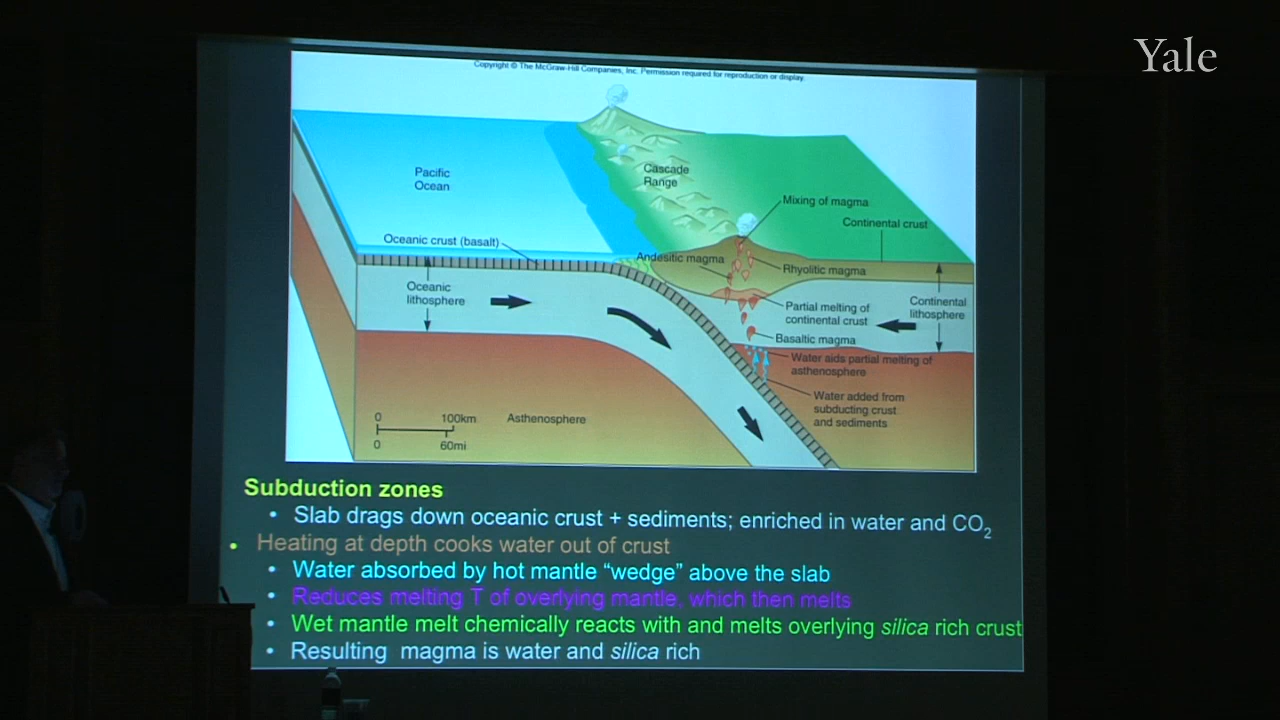 Yale
Copyright © The McGraw-Hill Companies, Inc. Permission required for reproduction or display.
Pacific
Ocean
Cascade
Range
Mixing of magma
Continental crust
Oceanic crust (basalt)
Andesitic magma
Rhyolitic magma
Oceanic
lithosphere
Partial melting of
continental crust
Continental
lithosphere
Basaltic magma
Water aids partial melting of
asthenosphere
Water added from
subducting crust
and sediments
0 100km
Asthenosphere
0 60mi
Subduction zones
• Slab drags down oceanic crust + sediments; enriched in water and CO2
• Heating at depth cooks water out of crust
• Water absorbed by hot mantle “wedge” above the slab
• Reduces melting T of overlying mantle, which then melts
• Wet mantle melt chemically reacts with and melts overlying silica rich crust
• Resulting magma is water and silica rich